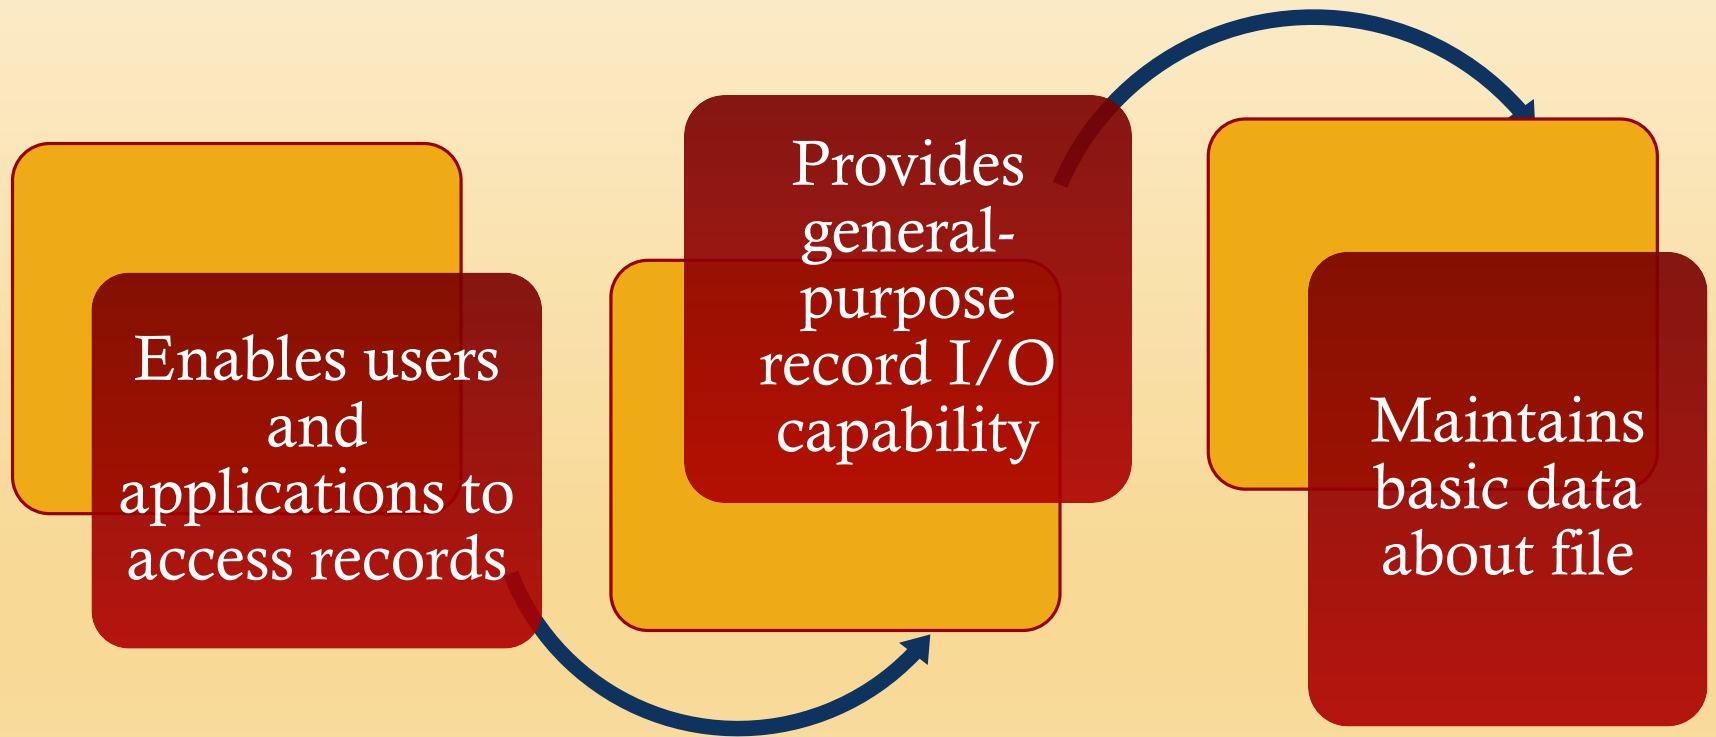 Enables users
and
applications to
access records
Provides
general-
purpose
record I/O
capability
Maintains
basic data
about file